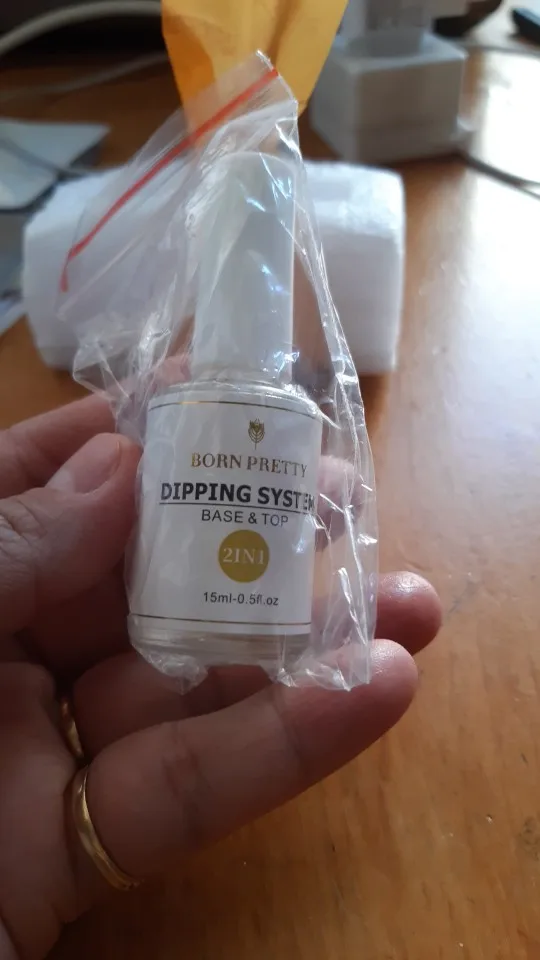 BORN PRETTY
DIPPING SYSTEM
BASE & TOP
2IN1
15ml-0.5fl.oz